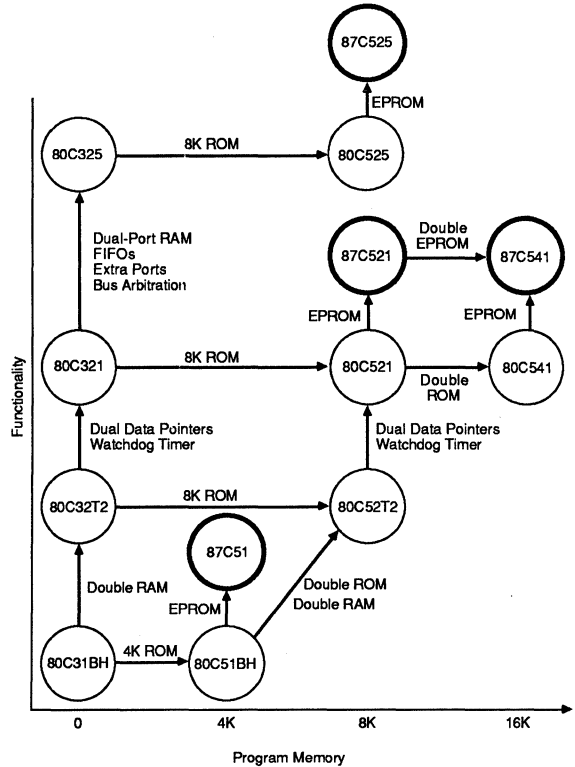 87C525
EPROM
80C325
8K ROM
80C525
Dual-Port RAM
FIFOs
Extra Ports
Bus Arbitration
87C521
Double
EPROM
87C541
EPROM
EPROM
80C321
8K ROM
80C521
Double
ROM
80C541
Functionality
Dual Data Pointers
Watchdog Timer
Dual Data Pointers
Watchdog Timer
80C32T2
8K ROM
80C52T2
87C51
Double RAM
EPROM
Double ROM
Double RAM
80C31BH
4K ROM
80C51BH
0 4K 8K 16K
Program Memory